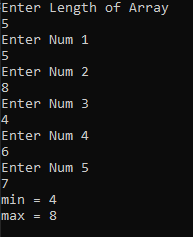 Enter Length of Array
5
Enter Num 1
5
Enter Num 2
8
Enter Num 3
4
Enter Num 4
6
Enter Num 5
7
min = 4
max = 8